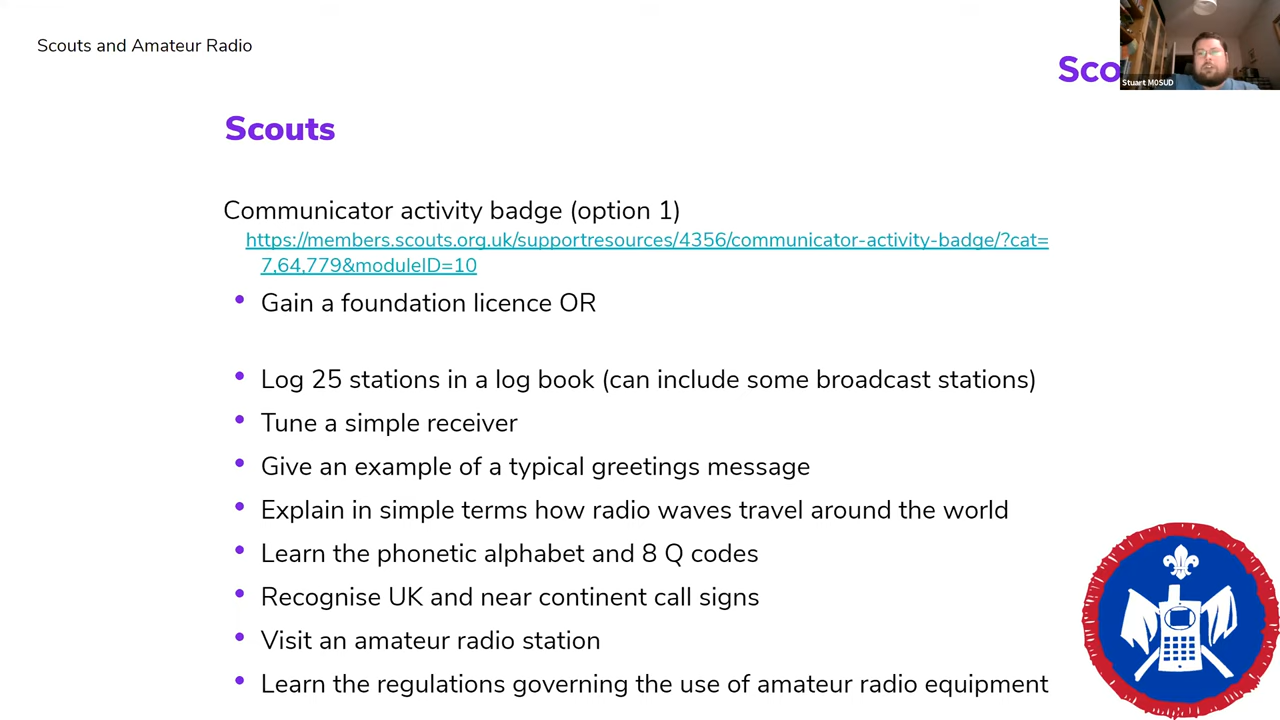 Scouts and Amateur Radio
Sco
Stuart M0SUD
Scouts
Communicator activity badge (option 1)
https://members.scouts.org.uk/supportresources/4356/communicator-activity-badge/?cat=
7,64,779&moduleID=10
• Gain a foundation licence OR
• Log 25 stations in a log book (can include some broadcast stations)
• Tune a simple receiver
• Give an example of a typical greetings message
• Explain in simple terms how radio waves travel around the world
• Learn the phonetic alphabet and 8 Q codes
• Recognise UK and near continent call signs
• Visit an amateur radio station
• Learn the regulations governing the use of amateur radio equipment